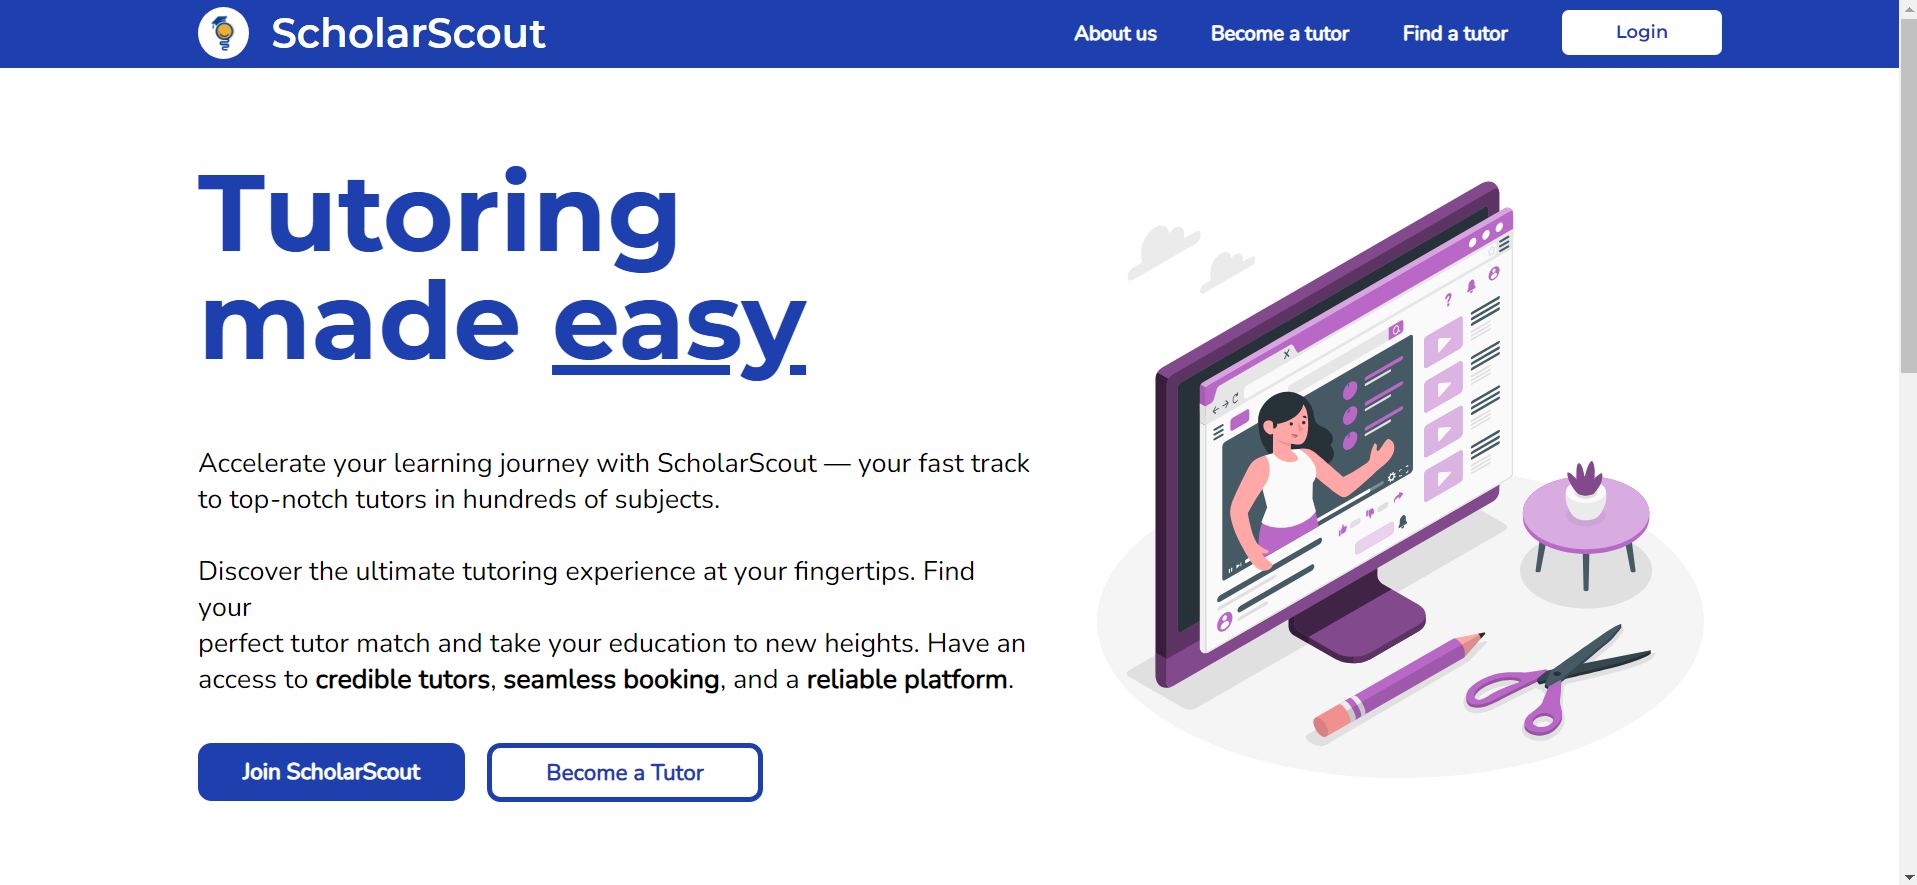 ScholarScout
About us
Become a tutor
Find a tutor
Login
Tutoring
made easy
Accelerate your learning journey with ScholarScout — your fast track
to top-notch tutors in hundreds of subjects.
Discover the ultimate tutoring experience at your fingertips. Find
your
perfect tutor match and take your education to new heights. Have an
access to credible tutors, seamless booking, and a reliable platform.
Join ScholarScout
Become a Tutor